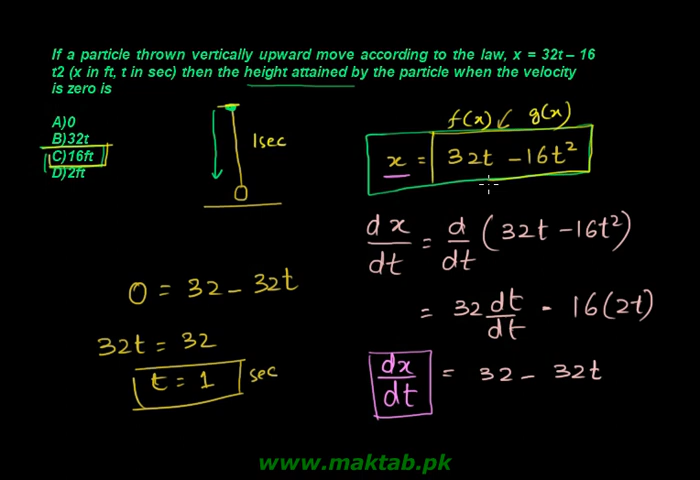 If a particle thrown vertically upward move according to the law, x = 32t – 16
t2 (x in ft, t in sec) then the height attained by the particle when the velocity
is zero is
A)0
B)32t
C)16ft
D)2ft
1sec
f(x) g(x)
x = 32t - 16t²
dx/dt = d/dt (32t - 16t²)
= 32 dt/dt - 16(2t)
dx/dt = 32 - 32t
0 = 32 - 32t
32t = 32
t = 1 sec
www.maktab.pk